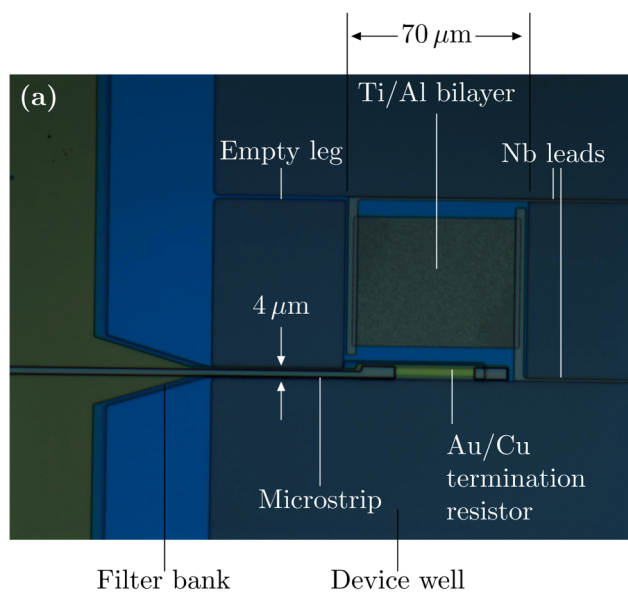 70 μm
(a)
Ti/Al bilayer
Empty leg
Nb leads
4 μm
Au/Cu
termination
resistor
Microstrip
Filter bank
Device well